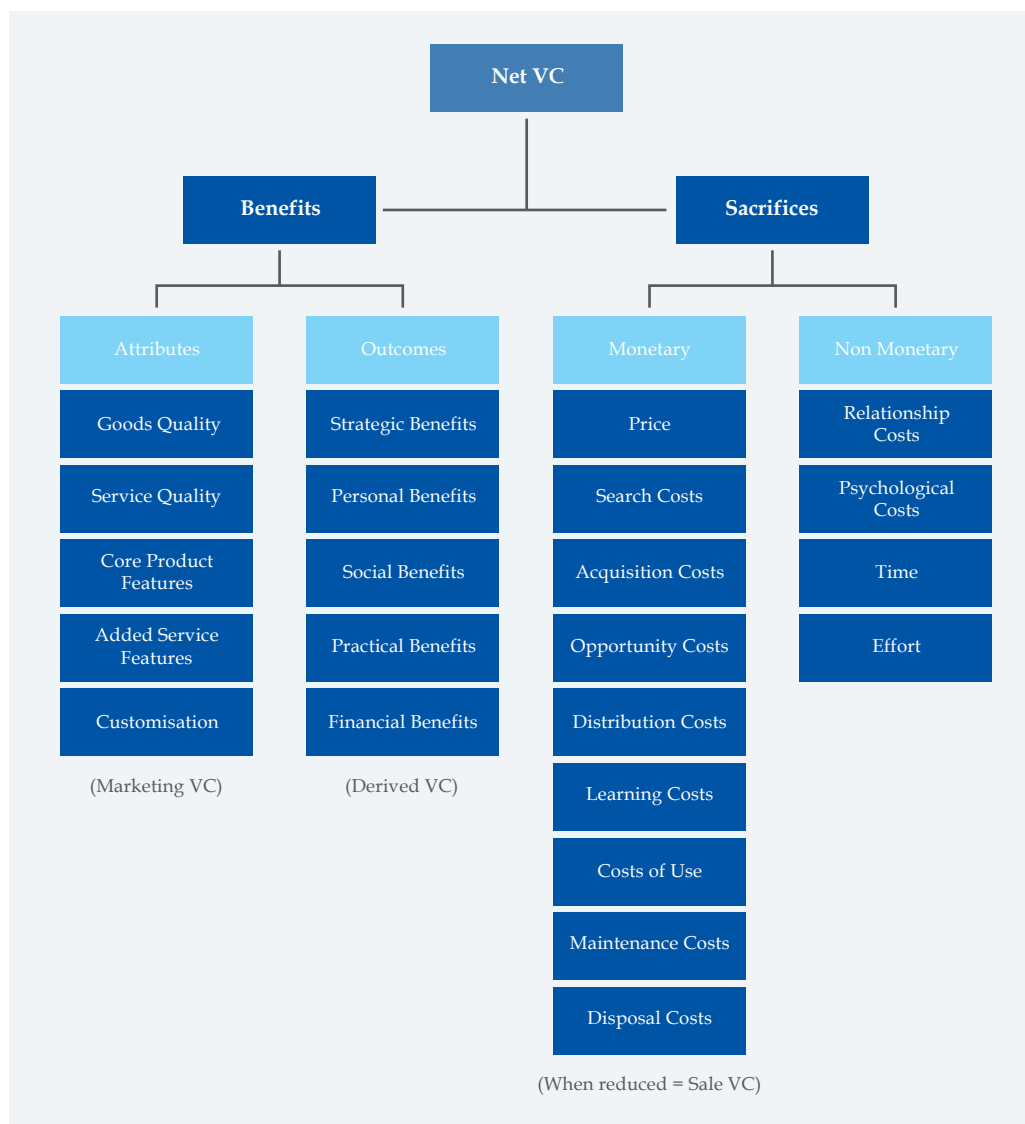 Net VC
Benefits
Sacrifices
Attributes
Outcomes
Monetary
Non Monetary
Goods Quality
Strategic Benefits
Price
Relationship
Costs
Service Quality
Personal Benefits
Search Costs
Psychological
Costs
Core Product
Features
Social Benefits
Acquisition Costs
Time
Added Service
Features
Practical Benefits
Opportunity Costs
Effort
Customisation
Financial Benefits
Distribution Costs
(Marketing VC)
(Derived VC)
Learning Costs
Costs of Use
Maintenance Costs
Disposal Costs
(When reduced = Sale VC)